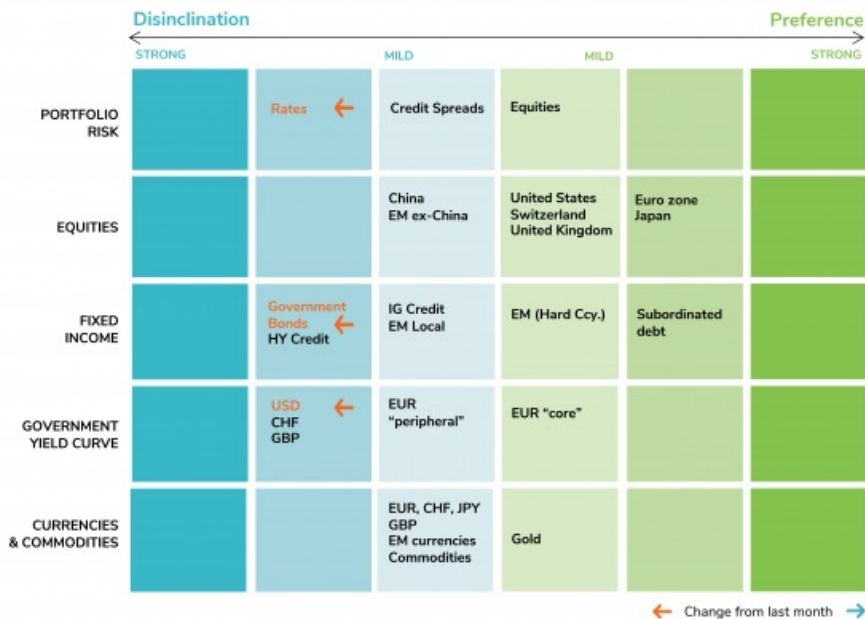 Disinclination
Preference
STRONG
MILD
MILD
STRONG
PORTFOLIO
RISK
Rates
Credit Spreads
Equities
EQUITIES
China
EM ex-China
United States
Switzerland
United Kingdom
Euro zone
Japan
FIXED
INCOME
Government
Bonds
HY Credit
IG Credit
EM Local
EM (Hard Ccy.)
Subordinated
debt
GOVERNMENT
YIELD CURVE
USD
CHF
GBP
EUR
“peripheral”
EUR “core”
CURRENCIES
& COMMODITIES
EUR, CHF, JPY
GBP
EM currencies
Commodities
Gold
Change from last month